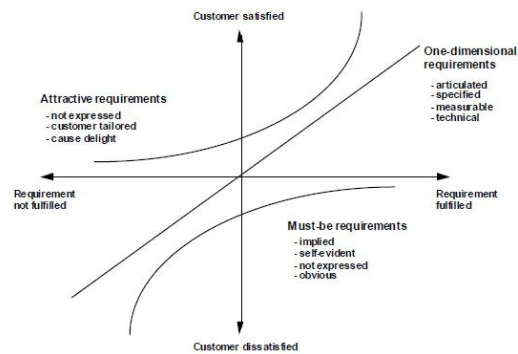 Customer satisfied
One-dimensional
requirements
- articulated
- specified
- measurable
- technical
Attractive requirements
- not expressed
- customer tailored
- cause delight
Requirement
not fulfilled
Requirement
fulfilled
Must-be requirements
- implied
- self-evident
- not expressed
- obvious
Customer dissatisfied